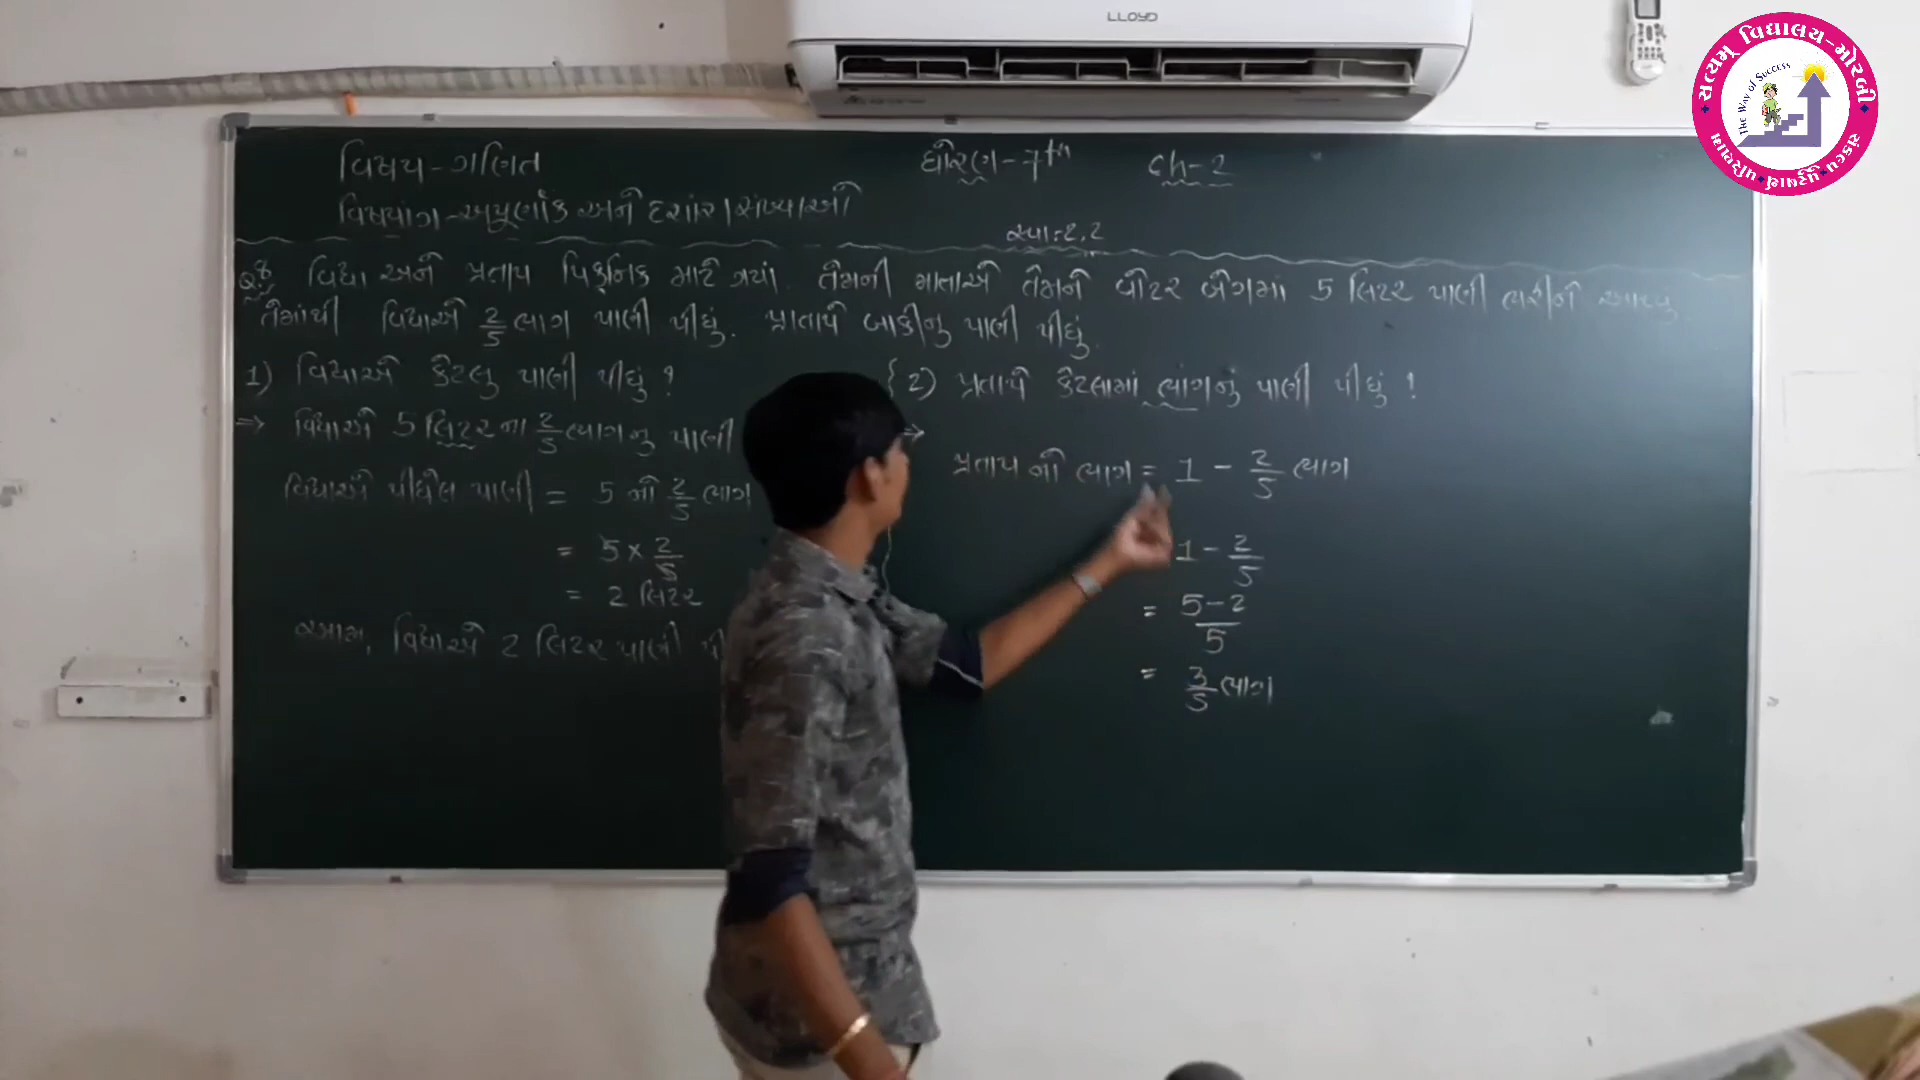 LLOYD
સત્યમ્ વિદ્યાલય-મોરબી
The Way of Success
સંકલ્પ • પુરુષાર્થ • પરિણામ
વિષય-ગણિત
ધોરણ-7th
Ch-2
વિષયાંગ-અપૂર્ણાંક અને દશાંશ સંખ્યાઓ
સ્વા-2.2
Q.8 વિદ્યા અને પ્રતાપ પિકનિક માટે ગયાં. તેમની માતાએ તેમને વોટર બેગમાં 5 લિટર પાણી ભરીને આપ્યું.
તેમાંથી વિદ્યાએ 2/5 ભાગ પાણી પીધું. પ્રતાપે બાકીનુ પાણી પીધું.
1) વિદ્યાએ કેટલુ પાણી પીધું ?
⇒ વિદ્યાએ 5 લિટરના 2/5 ભાગનુ પાણી
વિદ્યાએ પીધેલ પાણી = 5 નો 2/5 ભાગ
= 5 × 2/5
= 2 લિટર
આમ, વિદ્યાએ 2 લિટર પાણી પી
2) પ્રતાપે કેટલામાં ભાગનું પાણી પીધું ?
⇒
પ્રતાપ નો ભાગ = 1 - 2/5 ભાગ
1 - 2/5
= 5-2/5
= 3/5 ભાગ